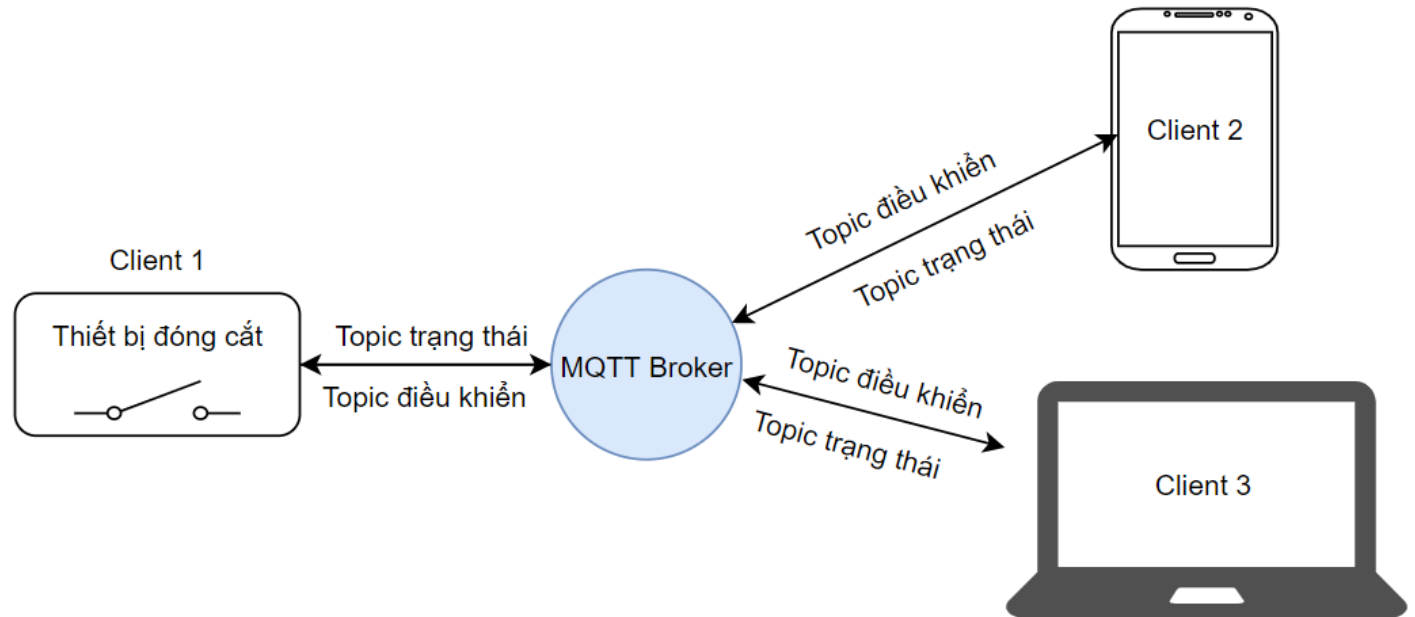 Client 1
Thiết bị đóng cắt
Topic trạng thái
Topic điều khiển
MQTT Broker
Topic điều khiển
Topic trạng thái
Client 2
Topic điều khiển
Topic trạng thái
Client 3